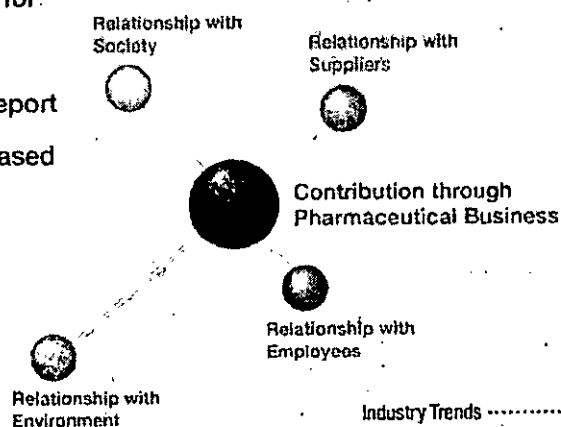 Relationship with
Society
Relationship with
Suppliers
eport
ased
Contribution through
Pharmaceutical Business
Relationship with
Employees
Relationship with
Environment
Industry Trends